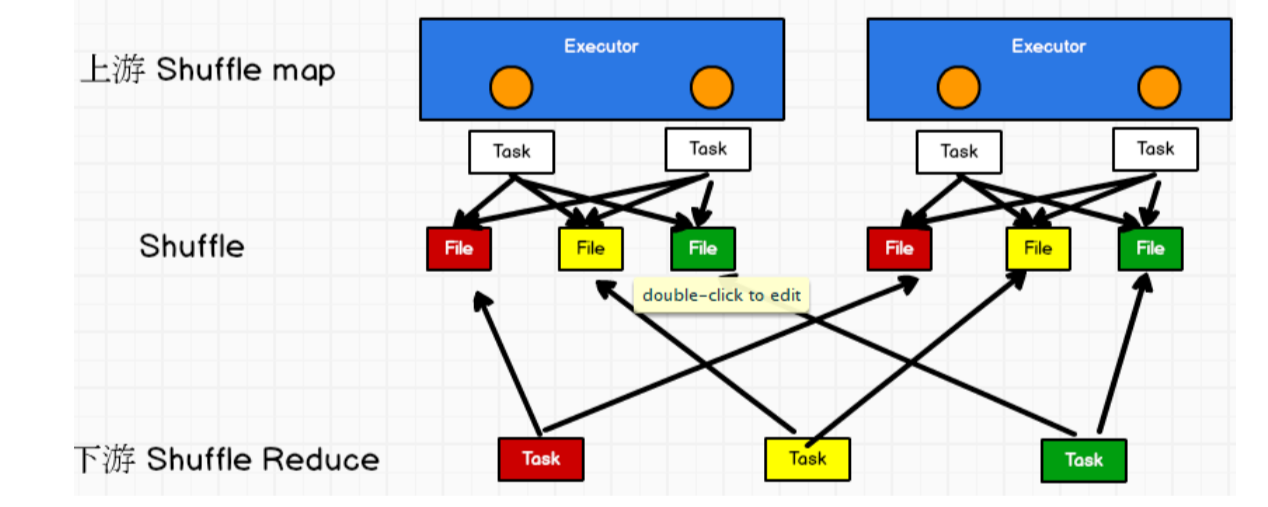 Executor
Executor
上游 Shuffle map
Task
Task
Task
Task
Shuffle
File
File
File
File
File
File
double-click to edit
下游 Shuffle Reduce
Task
Task
Task